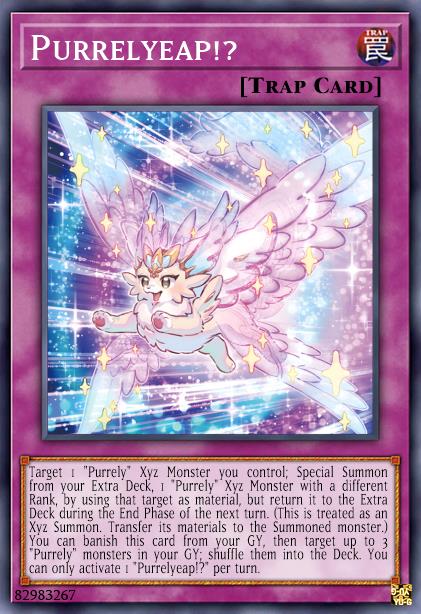 PURRELYEAP!?
TRAP
罠
[TRAP CARD]
Target 1 "Purrely" Xyz Monster you control; Special Summon
from your Extra Deck, 1 "Purrely" Xyz Monster with a different
Rank, by using that target as material, but return it to the Extra
Deck during the End Phase of the next turn. (This is treated as an
Xyz Summon. Transfer its materials to the Summoned monster.)
You can banish this card from your GY, then target up to 3
"Purrely" monsters in your GY; shuffle them into the Deck. You
can only activate 1 "Purrelyeap!?" per turn.
82983267